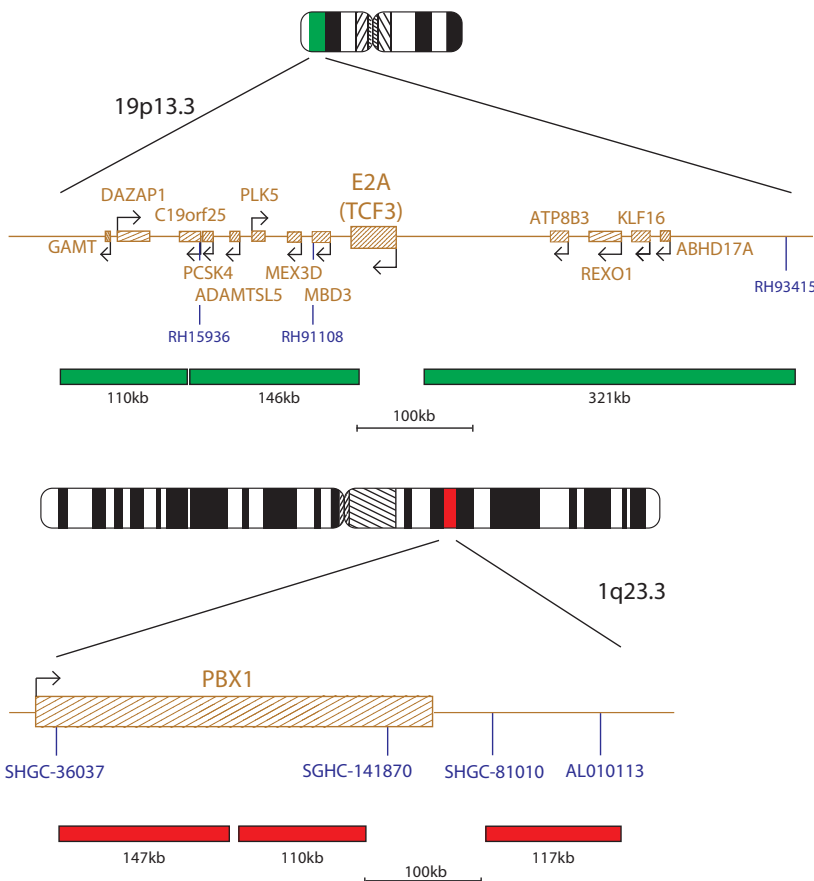 19p13.3
E2A
(TCF3)
DAZAP1
PLK5
C19orf25
ATP8B3
KLF16
GAMT
ABHD17A
PCSK4
MEX3D
REXO1
ADAMTSL5
MBD3
RH93415
RH15936
RH91108
110kb
146kb
321kb
100kb
1q23.3
PBX1
SHGC-36037
SGHC-141870
SHGC-81010
AL010113
147kb
110kb
117kb
100kb